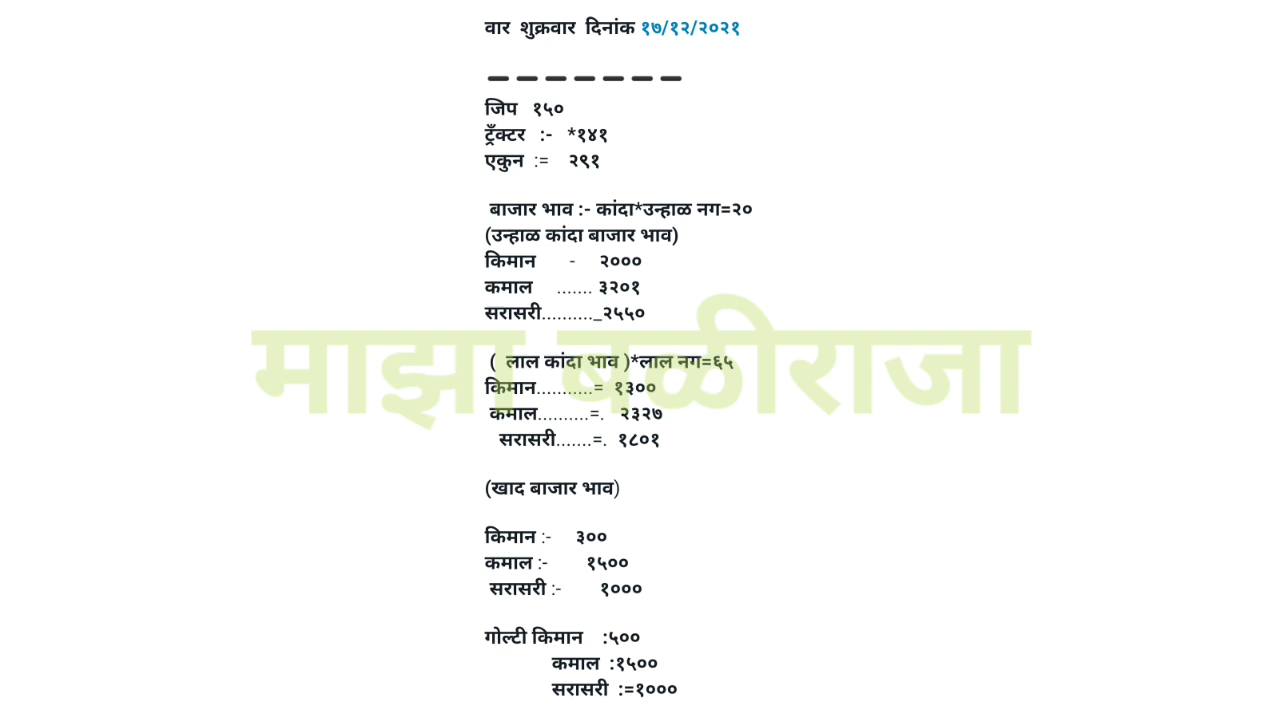 वार शुक्रवार दिनांक १७/१२/२०२१
जिप १५०
ट्रॅंक्टर :- *१४१
एकुन := २९१
बाजार भाव :- कांदा*उन्हाळ नग=२०
(उन्हाळ कांदा बाजार भाव)
किमान - २०००
कमाल ....... ३२०१
सरासरी.........._२५५०
( लाल कांदा भाव )*लाल नग=६५
किमान...........= १३००
कमाल..........=. २३२७
सरासरी.......=. १८०१
माझा बळीराजा
(खाद बाजार भाव)
किमान :- ३००
कमाल :- १५००
सरासरी :- १०००
गोल्टी किमान :५००
कमाल :१५००
सरासरी :=१०००